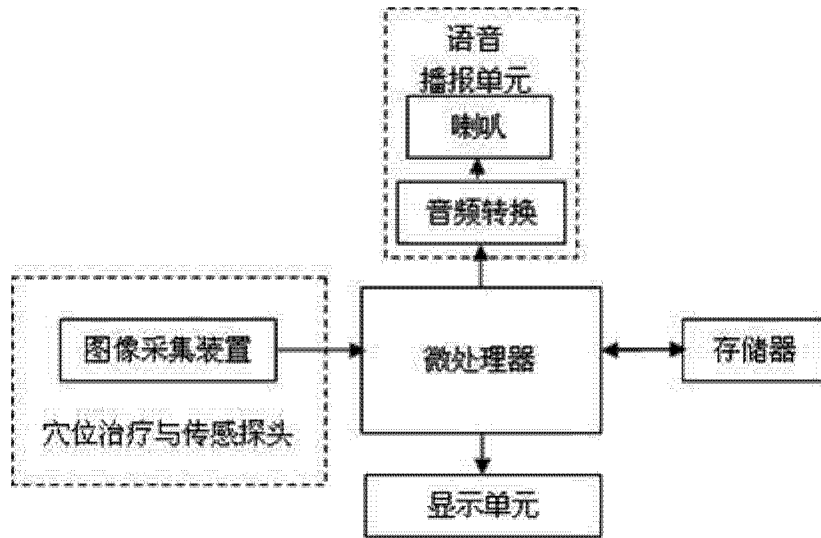 语音
播报单元
喇叭
音频转换
图像采集装置
微处理器
存储器
穴位治疗与传感探头
显示单元